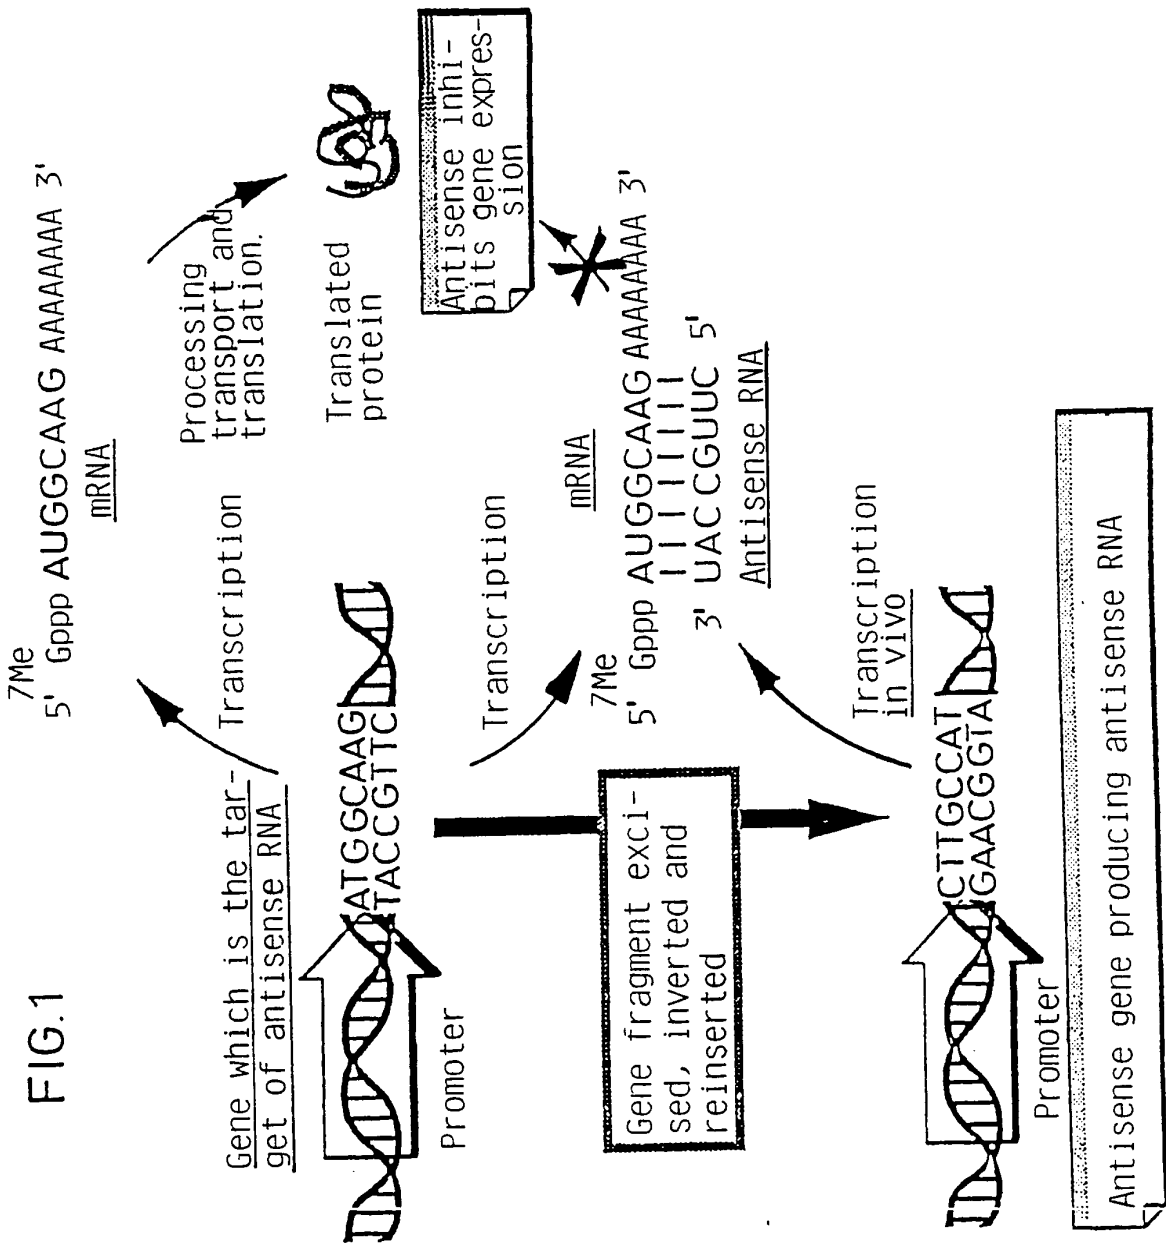 FIG.1
7Me
5' Gppp AUGGCAAG AAAAAAAA 3'
mRNA
Transcription
Processing
transport and
translation.
Gene which is the tar-
get of antisense RNA
ATGGCAAG
TACCGTTC
Promoter
Translated
protein
Antisense inhi-
bits gene expres-
sion
Transcription
mRNA
7Me
5' Gppp AUGGCAAG AAAAAAAA 3'
3' UACCGUUC 5'
Antisense RNA
Gene fragment exci-
sed, inverted and
reinserted
Transcription
in vivo
CTTGCCAT
GAACGGTA
Promoter
Antisense gene producing antisense RNA